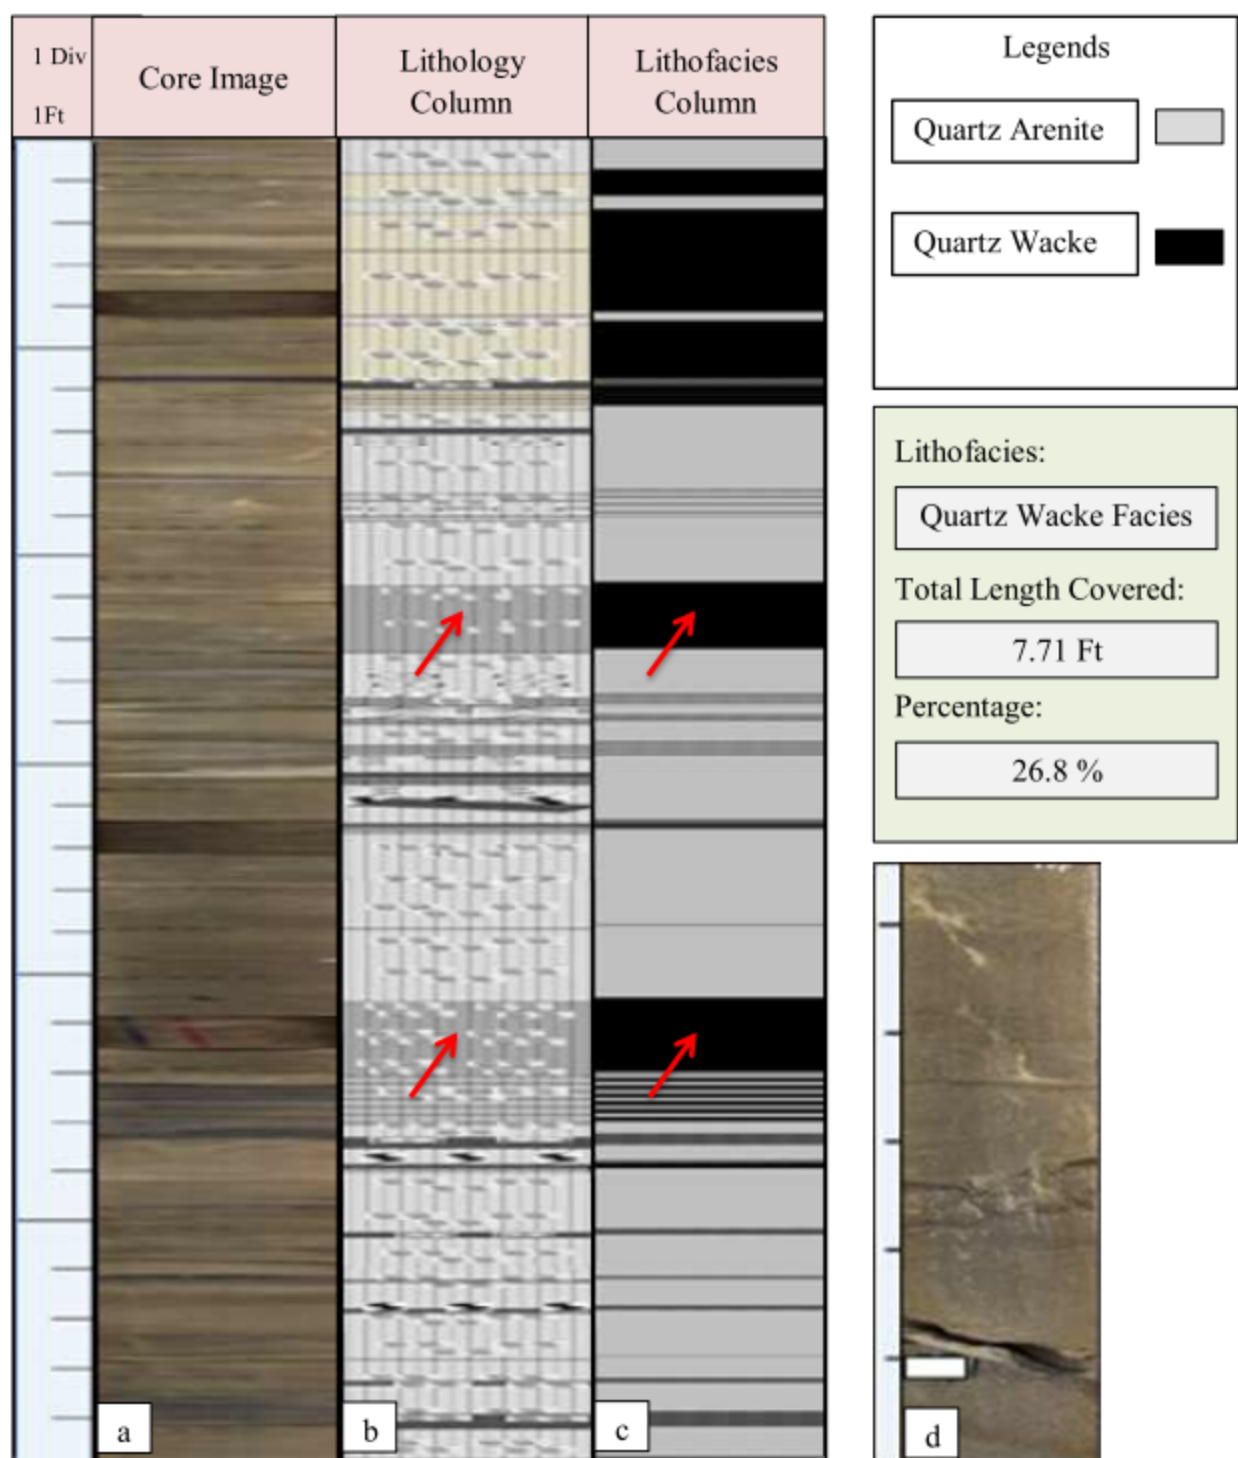 1 Div
1Ft
Core Image
Lithology
Column
Lithofacies
Column
Legends
Quartz Arenite
Quartz Wacke
Lithofacies:
Quartz Wacke Facies
Total Length Covered:
7.71 Ft
Percentage:
26.8 %
a
b
c
d